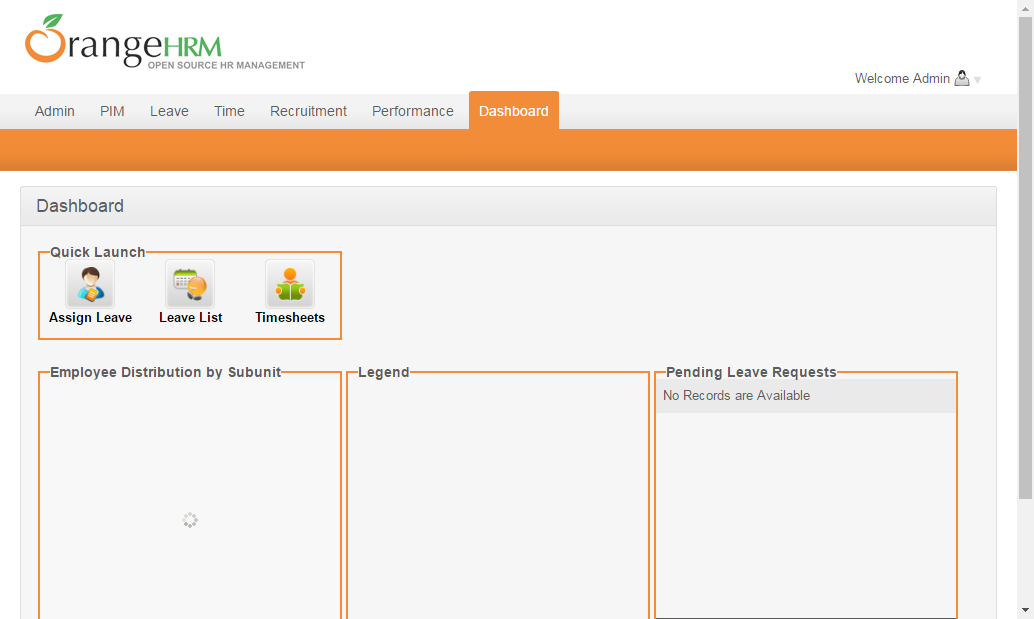 OrangeHRM
OPEN SOURCE HR MANAGEMENT
Welcome Admin
Admin PIM Leave Time Recruitment Performance Dashboard
Dashboard
Quick Launch
Assign Leave Leave List Timesheets
Employee Distribution by Subunit Legend Pending Leave Requests
No Records are Available